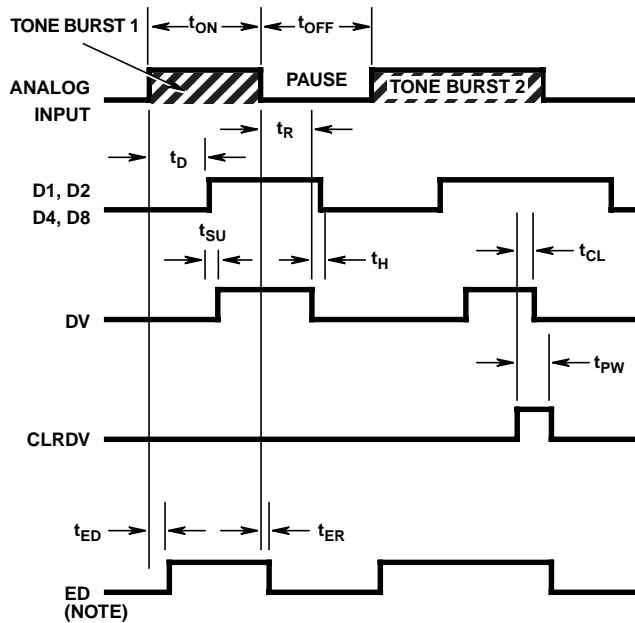 TONE BURST 1
tON
tOFF
ANALOG
INPUT
PAUSE
TONE BURST 2
tR
tD
D1, D2
D4, D8
tSU
tH
tCL
DV
tPW
CLRDV
tED
tER
ED
(NOTE)